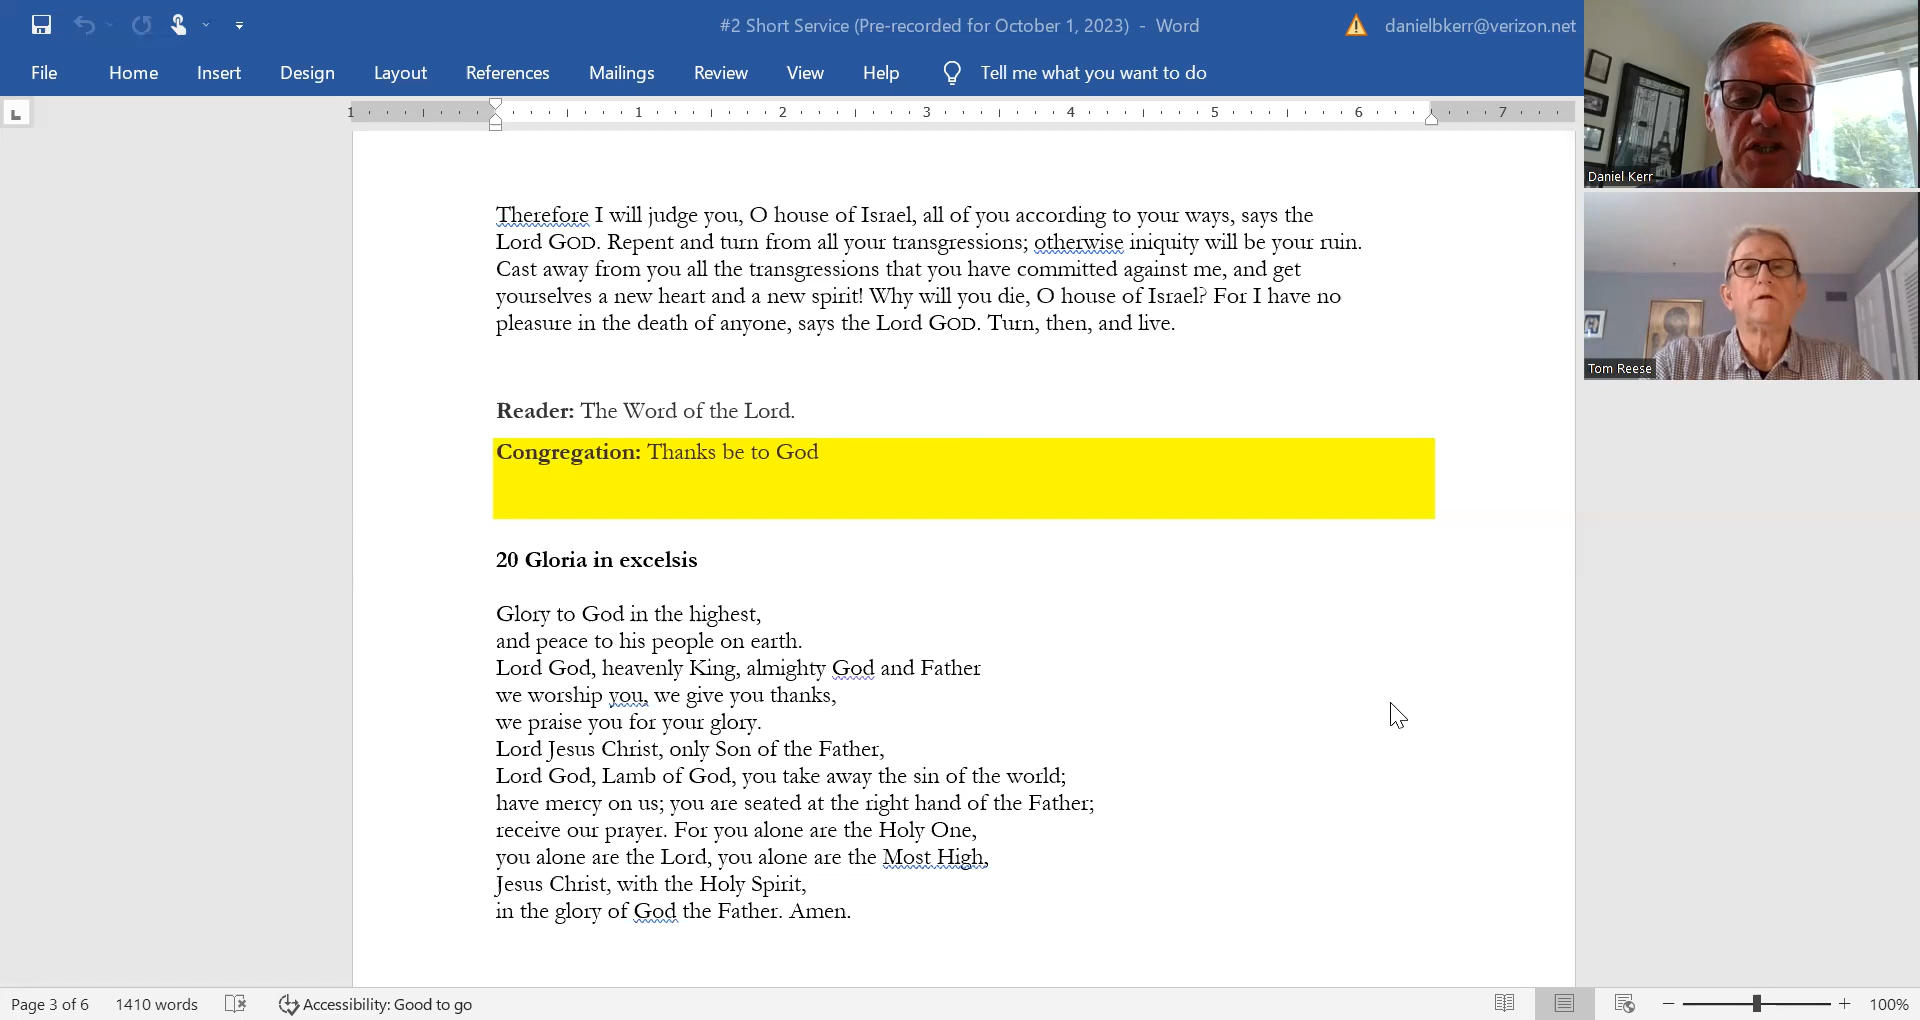 #2 Short Service (Pre-recorded for October 1, 2023) - Word
danielbkerr@verizon.net
File Home Insert Design Layout References Mailings Review View Help Tell me what you want to do
1 1 2 3 4 5 6 7
Therefore I will judge you, O house of Israel, all of you according to your ways, says the
Lord GOD. Repent and turn from all your transgressions; otherwise iniquity will be your ruin.
Cast away from you all the transgressions that you have committed against me, and get
yourselves a new heart and a new spirit! Why will you die, O house of Israel? For I have no
pleasure in the death of anyone, says the Lord GOD. Turn, then, and live.
Reader: The Word of the Lord.
Congregation: Thanks be to God
20 Gloria in excelsis
Glory to God in the highest,
and peace to his people on earth.
Lord God, heavenly King, almighty God and Father
we worship you, we give you thanks,
we praise you for your glory.
Lord Jesus Christ, only Son of the Father,
Lord God, Lamb of God, you take away the sin of the world;
have mercy on us; you are seated at the right hand of the Father;
receive our prayer. For you alone are the Holy One,
you alone are the Lord, you alone are the Most High,
Jesus Christ, with the Holy Spirit,
in the glory of God the Father. Amen.
Daniel Kerr
Tom Reese
Page 3 of 6 1410 words Accessibility: Good to go 100%